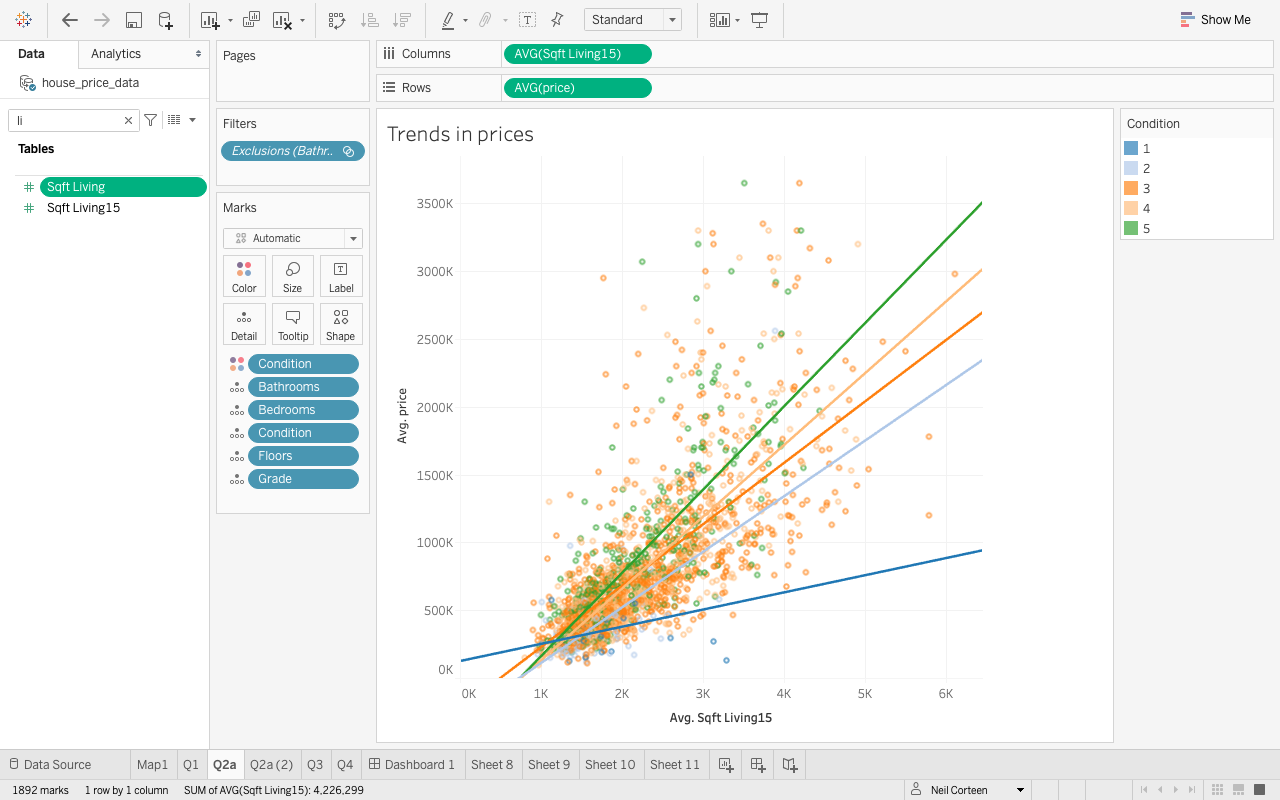 Standard
Show Me
Data
Analytics
house_price_data
li
Tables
Sqft Living
Sqft Living15
Pages
Filters
Exclusions (Bathr..
Marks
Automatic
Color
Size
Label
Detail
Tooltip
Shape
Condition
Bathrooms
Bedrooms
Condition
Floors
Grade
Columns
AVG(Sqft Living15)
Rows
AVG(price)
Trends in prices
3500K
3000K
2500K
2000K
1500K
1000K
500K
0K
Avg. price
0K
1K
2K
3K
4K
5K
6K
Avg. Sqft Living15
Condition
1
2
3
4
5
Data Source
Map1
Q1
Q2a
Q2a (2)
Q3
Q4
Dashboard 1
Sheet 8
Sheet 9
Sheet 10
Sheet 11
1892 marks
1 row by 1 column
SUM of AVG(Sqft Living15): 4,226,299
Neil Corteen